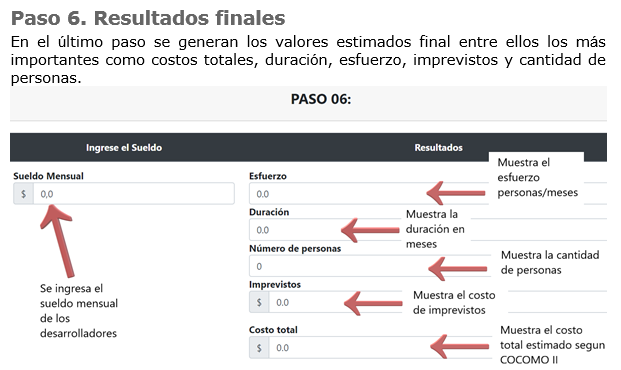 Paso 6. Resultados finales
En el último paso se generan los valores estimados final entre ellos los más
importantes como costos totales, duración, esfuerzo, imprevistos y cantidad de
personas.
PASO 06:
Ingrese el Sueldo
Resultados
Sueldo Mensual
$ 0,0
Se ingresa el
sueldo mensual
de los
desarrolladores
Esfuerzo
0.0
Muestra el
esfuerzo
personas/meses
Duración
0.0
Muestra la
duración en
meses
Número de personas
0
Muestra la cantidad
de personas
Imprevistos
$ 0.0
Muestra el costo
de imprevistos
Costo total
$ 0.0
Muestra el costo
total estimado segun
COCOMO II